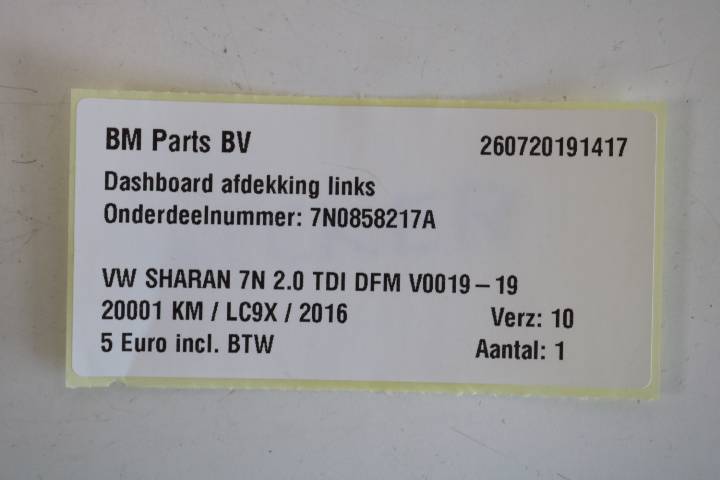 BM Parts BV 260720191417
Dashboard afdekking links
Onderdeelnummer: 7N0858217A
VW SHARAN 7N 2.0 TDI DFM V0019-19
20001 KM / LC9X / 2016 Verz: 10
5 Euro incl. BTW Aantal: 1